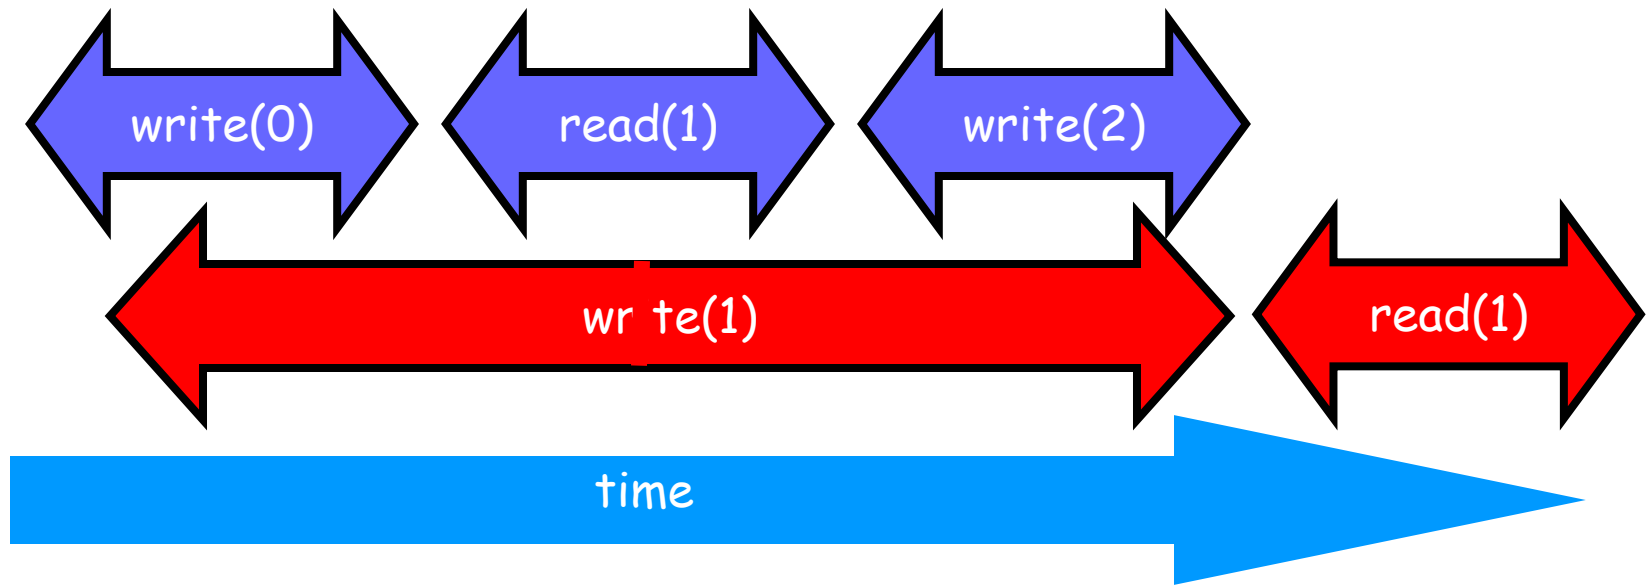 write(0) read(1) write(2)
wr te(1) read(1)
time